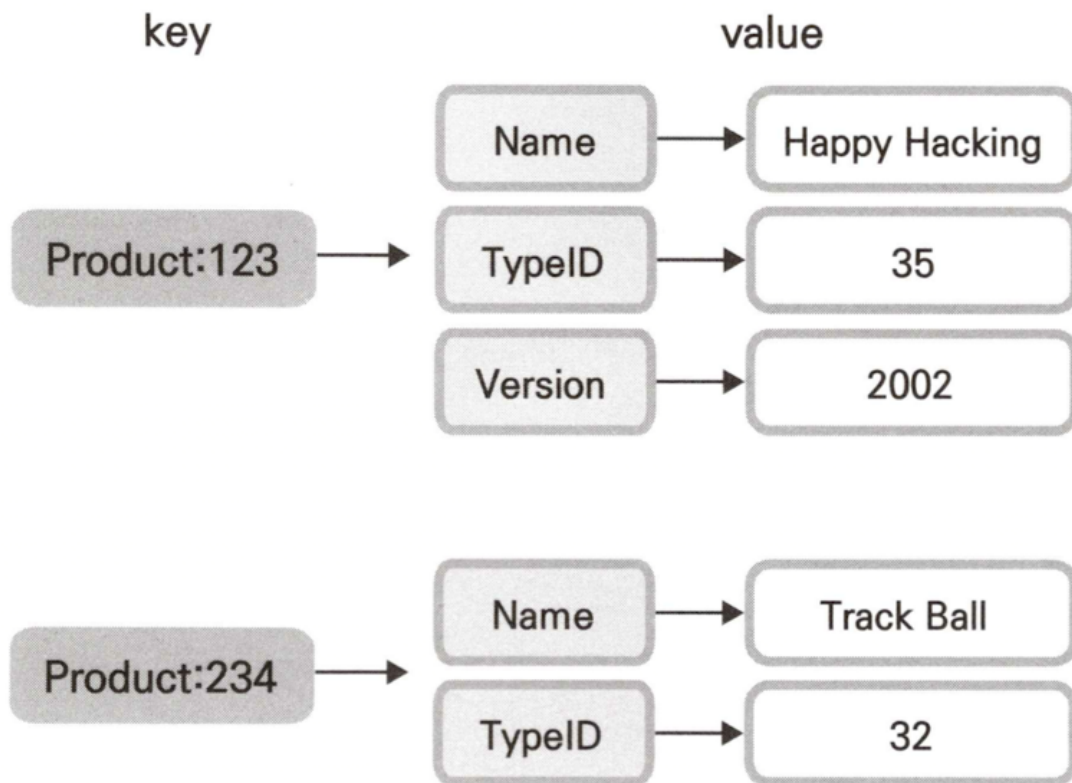 key value
Name Happy Hacking
Product:123 TypeID 35
Version 2002
Name Track Ball
Product:234
TypeID 32